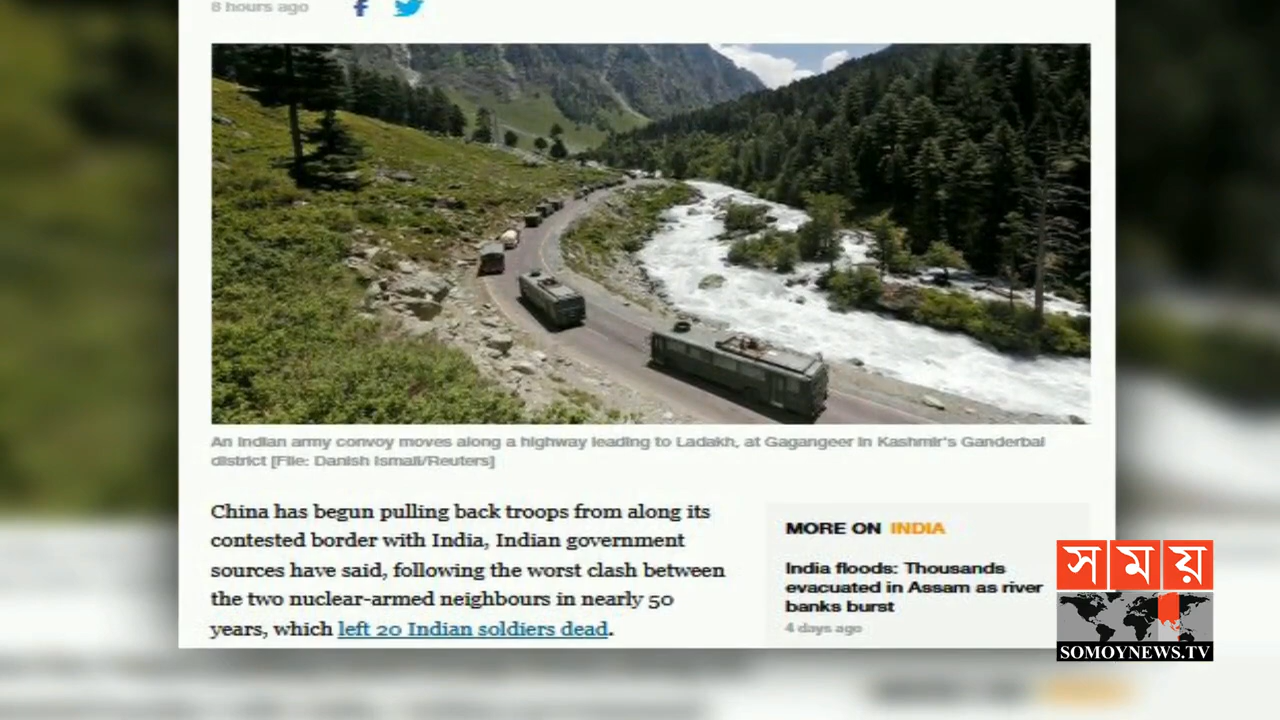 8 hours ago
An Indian army convoy moves along a highway leading to Ladakh, at Gagangeer in Kashmir's Ganderbal
district [File: Danish Ismail/Reuters]
China has begun pulling back troops from along its
contested border with India, Indian government
sources have said, following the worst clash between
the two nuclear-armed neighbours in nearly 50
years, which left 20 Indian soldiers dead.
MORE ON INDIA
India floods: Thousands
evacuated in Assam as river
banks burst
4 days ago
সময়
SOMOYNEWS.TV